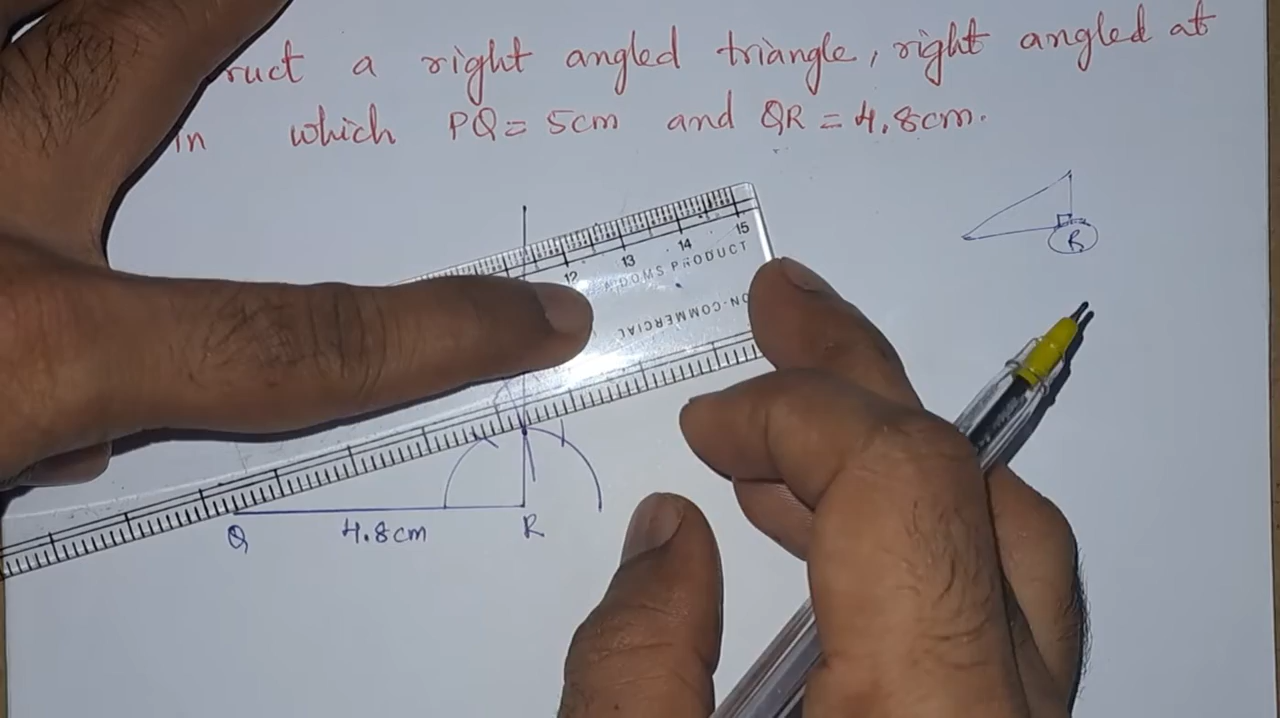 ruct a right angled triangle, right angled at
in which PQ = 5cm and QR = 4.8cm.
12 13 14 15
DOMS PRODUCT
NON-COMMERCIAL
R
Q 4.8cm R